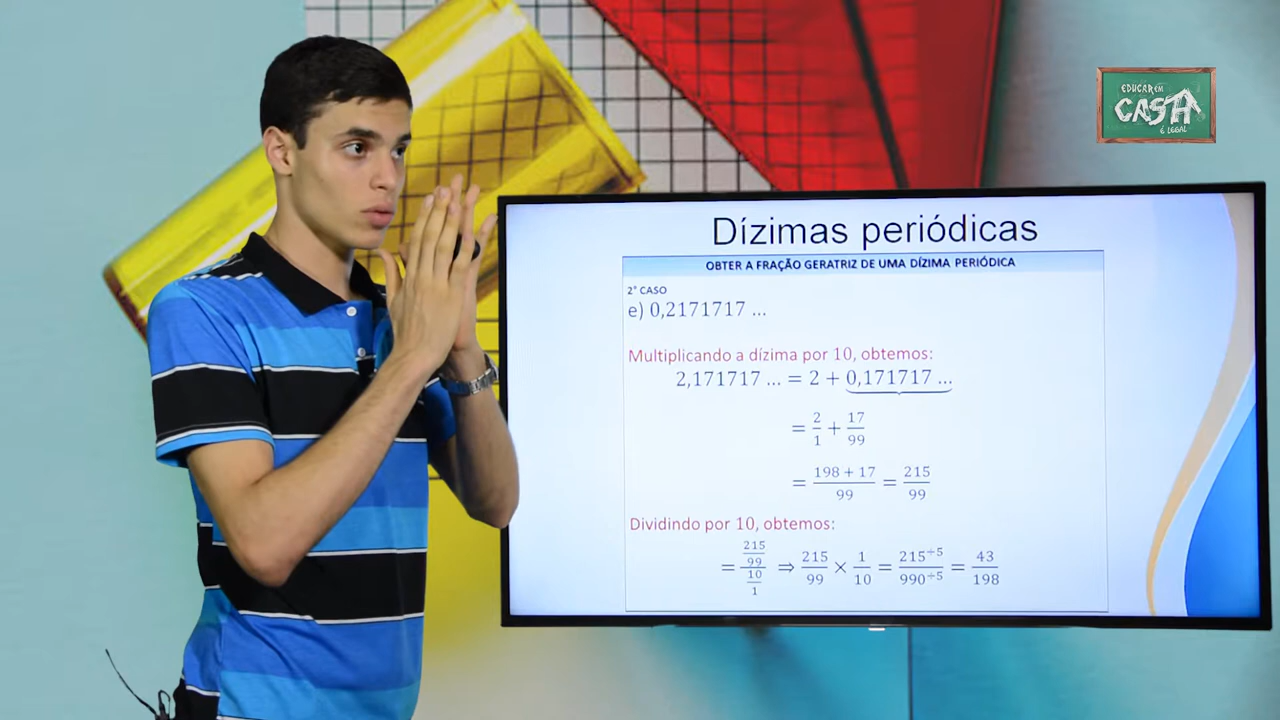 EDUCAR EM
CASA
É LEGAL
Dízimas periódicas
OBTER A FRAÇÃO GERATRIZ DE UMA DÍZIMA PERIÓDICA
2° CASO
e) 0,2171717 ...
Multiplicando a dízima por 10, obtemos:
2,171717 ... = 2 + 0,171717 ...
= 2/1 + 17/99
= (198 + 17)/99 = 215/99
Dividindo por 10, obtemos:
= (215/99)/(10/1) ⇒ 215/99 × 1/10 = 215÷5/990÷5 = 43/198